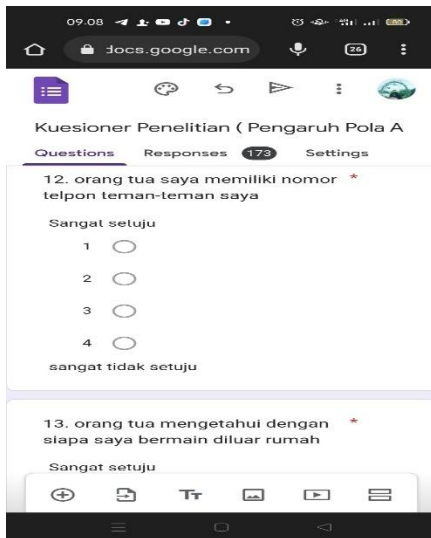 09.08
docs.google.com
26
Kuesioner Penelitian ( Pengaruh Pola A
Questions Responses 173 Settings
12. orang tua saya memiliki nomor *
telpon teman-teman saya
Sangat setuju
1
2
3
4
sangat tidak setuju
13. orang tua mengetahui dengan *
siapa saya bermain diluar rumah
Sangat setuju
Tт